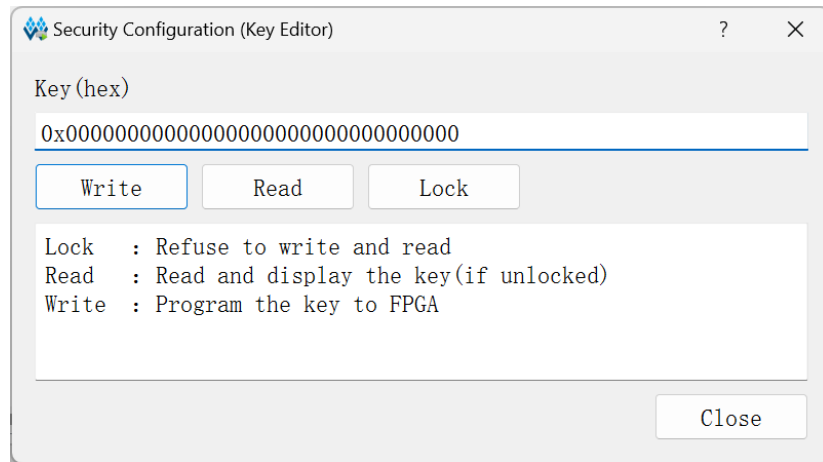 Security Configuration (Key Editor) ?
Key(hex)
0x00000000000000000000000000000000
Write Read Lock
Lock : Refuse to write and read
Read : Read and display the key(if unlocked)
Write : Program the key to FPGA
Close